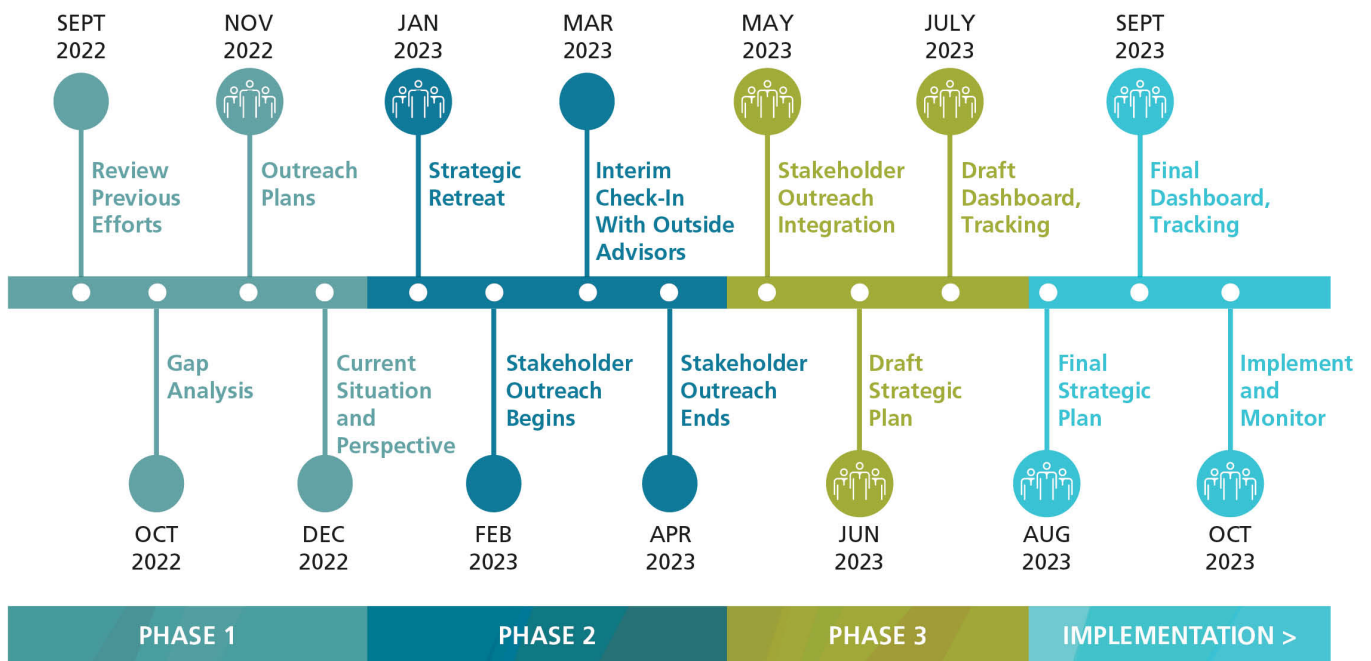 SEPT
2022
NOV
2022
JAN
2023
MAR
2023
MAY
2023
JULY
2023
SEPT
2023
Review
Previous
Efforts
Outreach
Plans
Strategic
Retreat
Interim
Check-In
With Outside
Advisors
Stakeholder
Outreach
Integration
Draft
Dashboard,
Tracking
Final
Dashboard,
Tracking
Gap
Analysis
Current
Situation
and
Perspective
Stakeholder
Outreach
Begins
Stakeholder
Outreach
Ends
Draft
Strategic
Plan
Final
Strategic
Plan
Implement
and
Monitor
OCT
2022
DEC
2022
FEB
2023
APR
2023
JUN
2023
AUG
2023
OCT
2023
PHASE 1
PHASE 2
PHASE 3
IMPLEMENTATION >